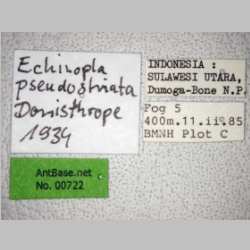 Echinopla
pseudostriata
Donisthrope
1934
INDONESIA :
SULAWESI UTARA,
Dumoga-Bone N.P.
Fog 5
400m.11.ii.85
BMNH Plot C
AntBase.net
No. 00722